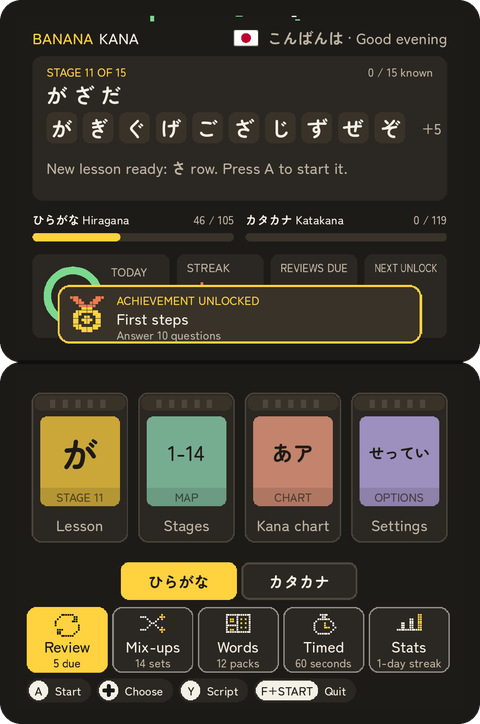 BANANA KANA
こんばんは · Good evening
STAGE 11 OF 15
0 / 15 known
が ざ だ
が ぎ ぐ げ ご ざ じ ず ぜ ぞ +5
New lesson ready: さ row. Press A to start it.
ひらがな Hiragana 46 / 105
カタカナ Katakana 0 / 119
TODAY
STREAK
REVIEWS DUE
NEXT UNLOCK
ACHIEVEMENT UNLOCKED
First steps
Answer 10 questions
が
STAGE 11
Lesson
1-14
MAP
Stages
あア
CHART
Kana chart
せってい
OPTIONS
Settings
ひらがな
カタカナ
Review
5 due
Mix-ups
14 sets
Words
12 packs
Timed
60 seconds
Stats
1-day streak
A Start
Choose
Y Script
F+START Quit